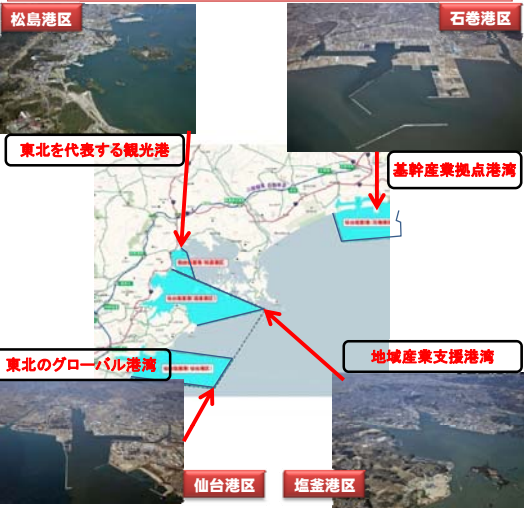 松島港区
石巻港区
東北を代表する観光港
基幹産業拠点港湾
地域産業支援港湾
東北のグローバル港湾
仙台港区
塩釜港区